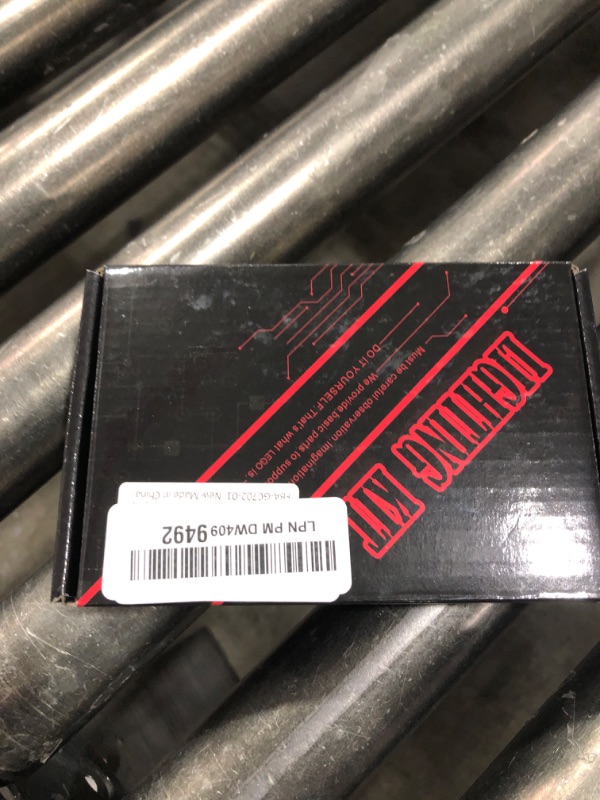 LIGHTING KIT
Must be careful observation imagination
We provide basic parts to suppo
DO IT YOURSELF That's what LEGO is
New Made in China
LPN PM DW409 9492